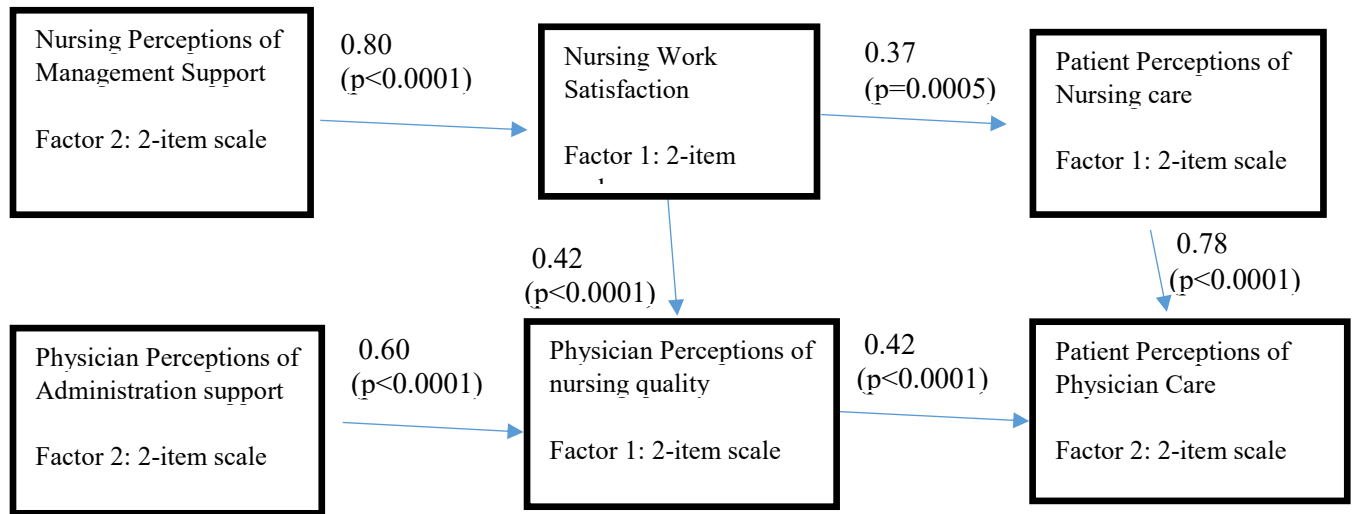 Nursing Perceptions of
Management Support
Factor 2: 2-item scale
0.80
(p<0.0001)
Nursing Work
Satisfaction
Factor 1: 2-item
0.37
(p=0.0005)
Patient Perceptions of
Nursing care
Factor 1: 2-item scale
0.42
(p<0.0001)
0.78
(p<0.0001)
Physician Perceptions of
Administration support
Factor 2: 2-item scale
0.60
(p<0.0001)
Physician Perceptions of
nursing quality
Factor 1: 2-item scale
0.42
(p<0.0001)
Patient Perceptions of
Physician Care
Factor 2: 2-item scale